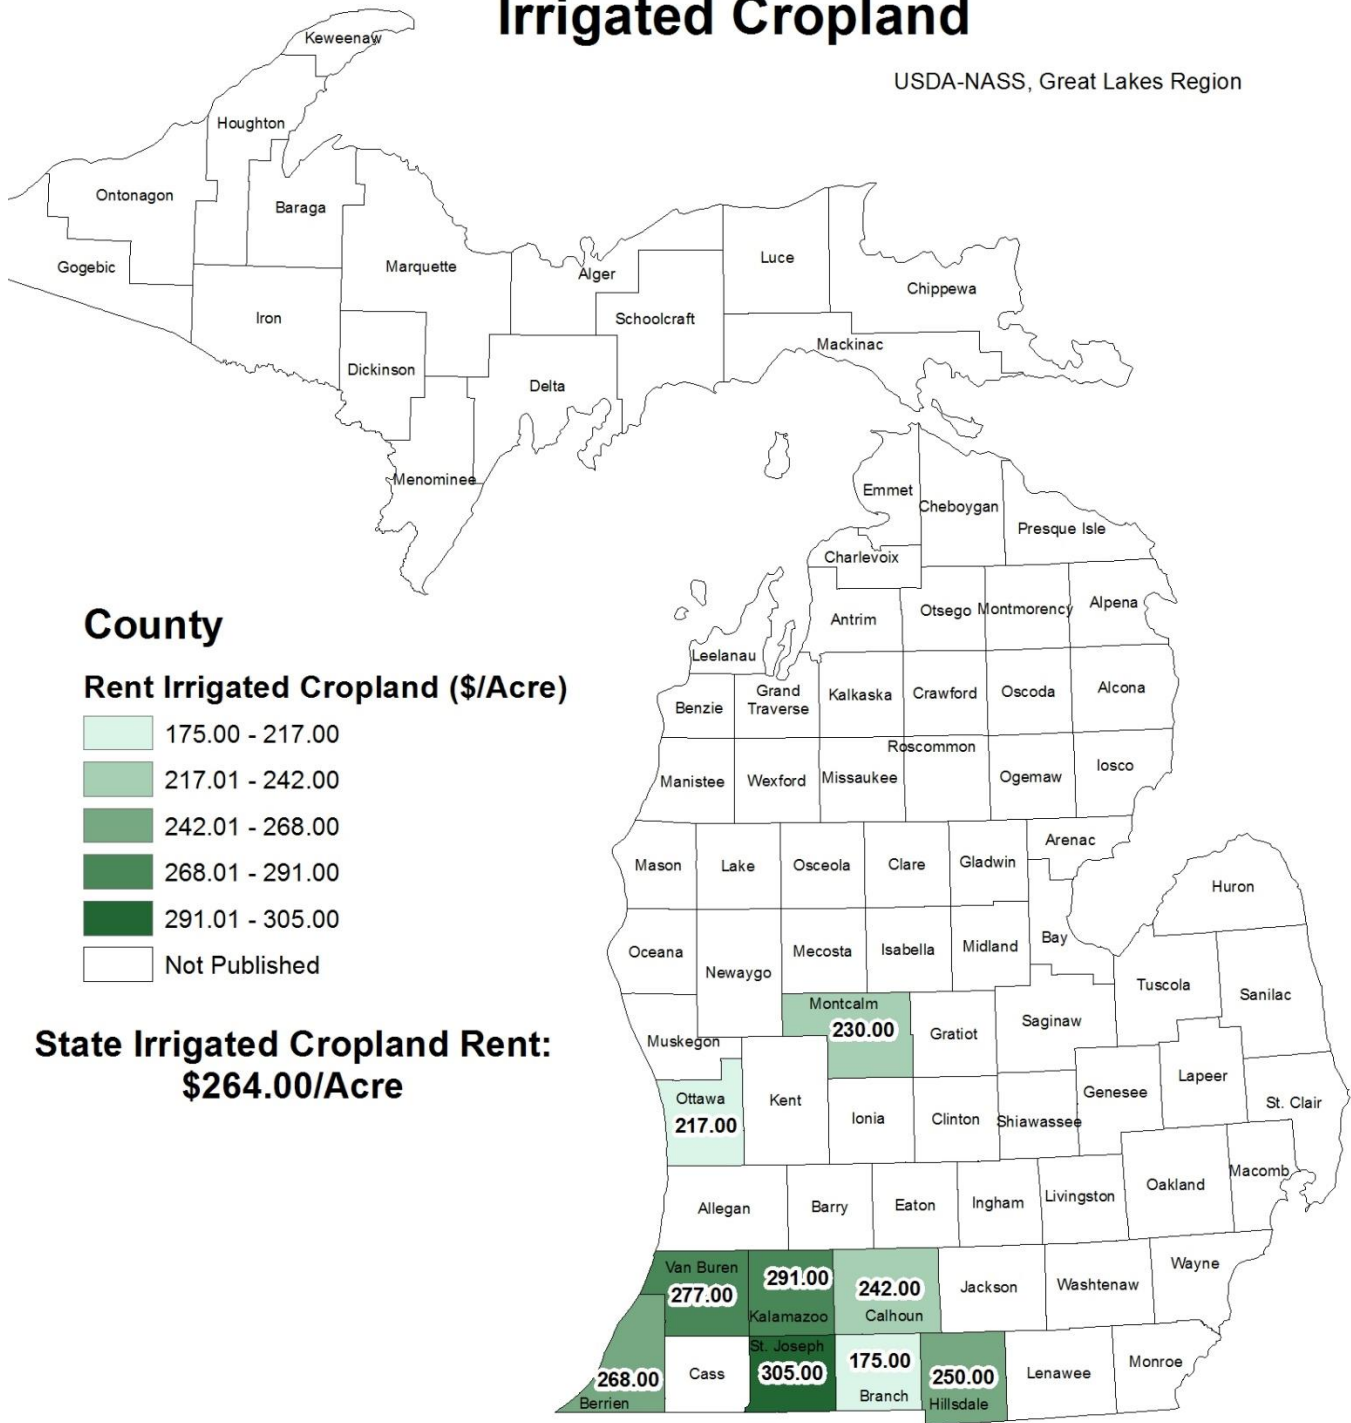 Irrigated Cropland
USDA-NASS, Great Lakes Region
Keweenaw
Houghton
Ontonagon
Baraga
Gogebic
Marquette
Alger
Luce
Chippewa
Iron
Schoolcraft
Mackinac
Dickinson
Delta
Menominee
Emmet
Cheboygan
Presque Isle
Charlevoix
Antrim
Otsego
Montmorency
Alpena
Leelanau
Benzie
Grand
Traverse
Kalkaska
Crawford
Oscoda
Alcona
Manistee
Wexford
Missaukee
Roscommon
Ogemaw
Iosco
Mason
Lake
Osceola
Clare
Gladwin
Arenac
Huron
Oceana
Newaygo
Mecosta
Isabella
Midland
Bay
Tuscola
Sanilac
Montcalm
230.00
Gratiot
Saginaw
Muskegon
Ottawa
217.00
Kent
Ionia
Clinton
Shiawassee
Genesee
Lapeer
St. Clair
Allegan
Barry
Eaton
Ingham
Livingston
Oakland
Macomb
Van Buren
277.00
291.00
Kalamazoo
242.00
Calhoun
Jackson
Washtenaw
Wayne
268.00
Berrien
Cass
St. Joseph
305.00
175.00
Branch
250.00
Hillsdale
Lenawee
Monroe
County
Rent Irrigated Cropland ($/Acre)
175.00 - 217.00
217.01 - 242.00
242.01 - 268.00
268.01 - 291.00
291.01 - 305.00
Not Published
State Irrigated Cropland Rent:
$264.00/Acre